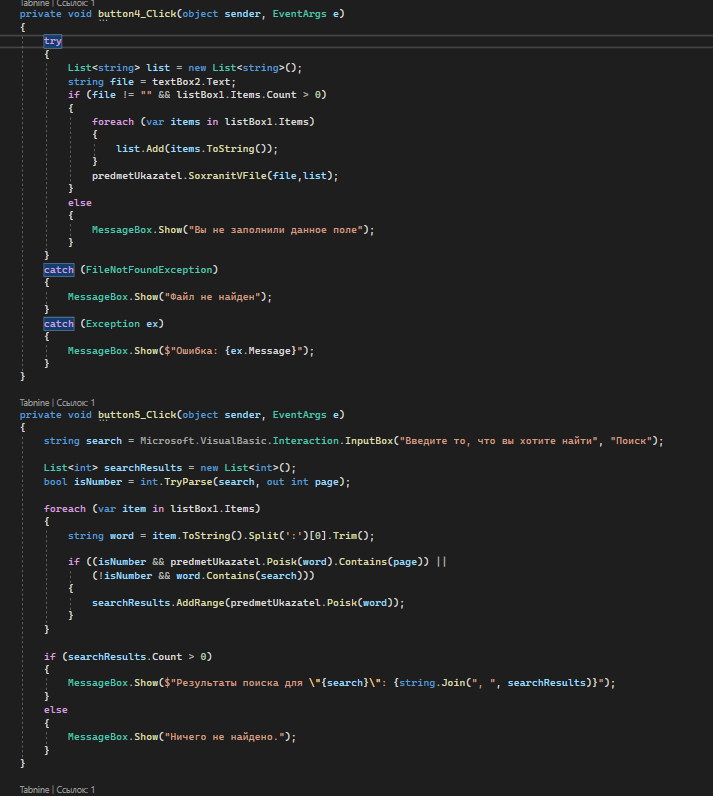 Tabnine | Ссылок: 1
private void button4_Click(object sender, EventArgs e)
{
    try
    {
        List<string> list = new List<string>();
        string file = textBox2.Text;
        if (file != "" && listBox1.Items.Count > 0)
        {
            foreach (var items in listBox1.Items)
            {
                list.Add(items.ToString());
            }
            predmetUkazatel.SoxranitVFile(file,list);
        }
        else
        {
            MessageBox.Show("Вы не заполнили данное поле");
        }
    }
    catch (FileNotFoundException)
    {
        MessageBox.Show("Файл не найден");
    }
    catch (Exception ex)
    {
        MessageBox.Show($"Ошибка: {ex.Message}");
    }
}
Tabnine | Ссылок: 1
private void button5_Click(object sender, EventArgs e)
{
    string search = Microsoft.VisualBasic.Interaction.InputBox("Введите то, что вы хотите найти", "Поиск");
    List<int> searchResults = new List<int>();
    bool isNumber = int.TryParse(search, out int page);
    foreach (var item in listBox1.Items)
    {
        string word = item.ToString().Split(':')[0].Trim();
        if ((isNumber && predmetUkazatel.Poisk(word).Contains(page)) ||
            (!isNumber && word.Contains(search)))
        {
            searchResults.AddRange(predmetUkazatel.Poisk(word));
        }
    }
    if (searchResults.Count > 0)
    {
        MessageBox.Show($"Результаты поиска для \"{search}\": {string.Join(", ", searchResults)}");
    }
    else
    {
        MessageBox.Show("Ничего не найдено.");
    }
}
Tabnine | Ссылок: 1